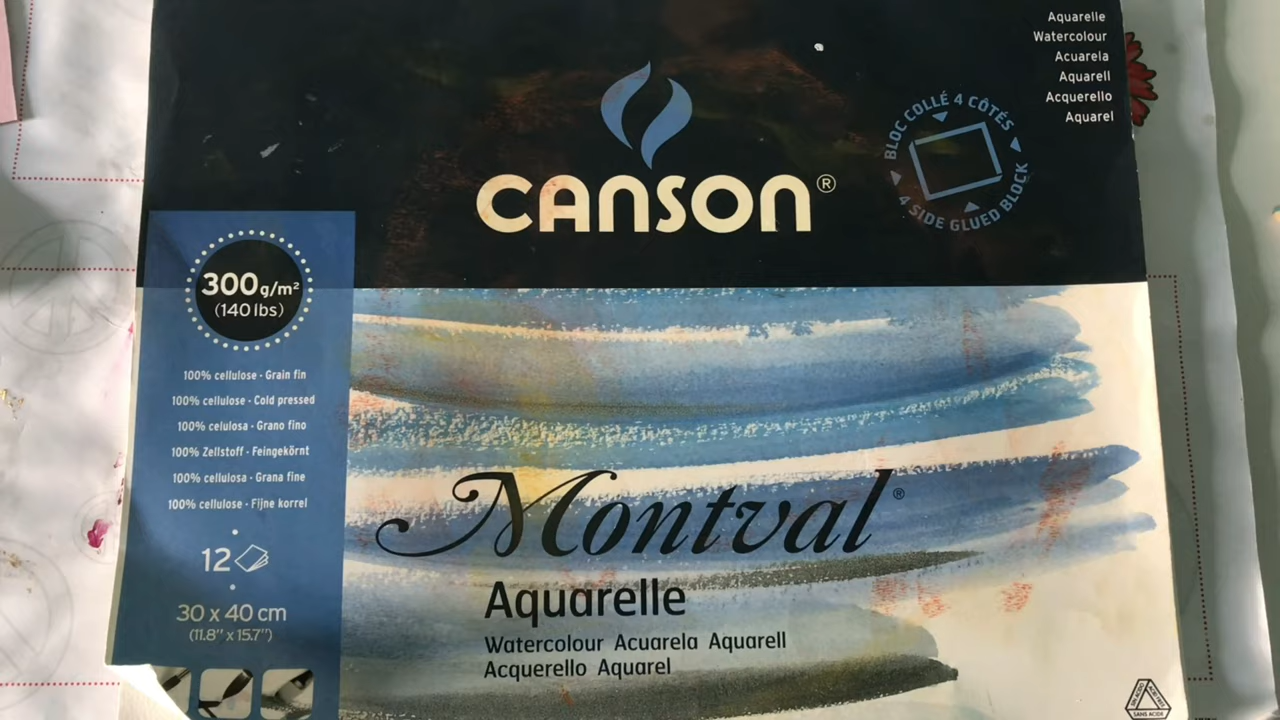 Aquarelle
Watercolour
Acuarela
Aquarell
Acquerello
Aquarel
BLOC COLLÉ 4 CÔTÉS
4 SIDE GLUED BLOCK
CANSON®
300g/m²
(140 lbs)
100% cellulose - Grain fin
100% cellulose - Cold pressed
100% celulosa - Grano fino
100% Zellstoff - Feingekörnt
100% cellulosa - Grana fine
100% cellulose - Fijne korrel
12
30 x 40 cm
(11.8" x 15.7")
Montval®
Aquarelle
Watercolour Acuarela Aquarell
Acquerello Aquarel
SANS ACIDE